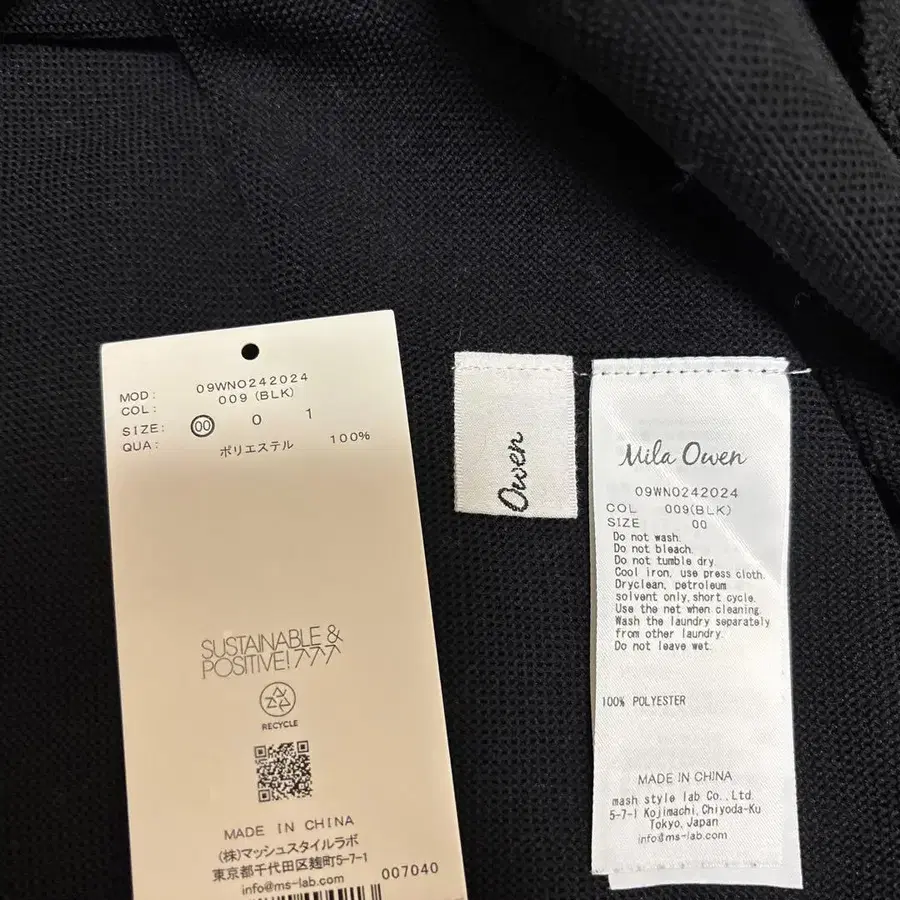 MOD: 09WNO242024
COL: 009 (BLK)
SIZE: 00 0 1
QUA: ポリエステル 100%
SUSTAINABLE &
POSITIVE! 777
RECYCLE
MADE IN CHINA
(株)マッシュスタイルラボ
東京都千代田区麹町5-7-1
info@ms-lab.com
007040
Owen
Mila Owen
09WNO242024
COL 009(BLK)
SIZE 00
Do not wash.
Do not bleach.
Do not tumble dry.
Cool iron, use press cloth.
Dryclean, petroleum
solvent only, short cycle.
Use the net when cleaning.
Wash the laundry separately
from other laundry.
Do not leave wet.
100% POLYESTER
MADE IN CHINA
mash style lab Co., Ltd.
5-7-1 Kojimachi, Chiyoda-Ku
Tokyo, Japan
info@ms-lab.com